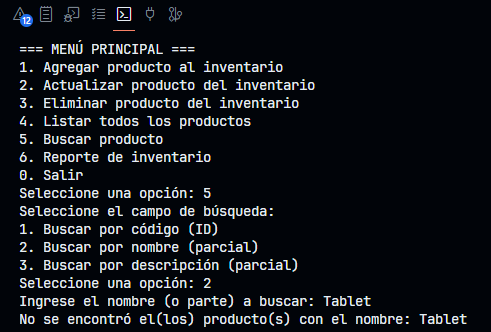 12
=== MENÚ PRINCIPAL ===
1. Agregar producto al inventario
2. Actualizar producto del inventario
3. Eliminar producto del inventario
4. Listar todos los productos
5. Buscar producto
6. Reporte de inventario
0. Salir
Seleccione una opción: 5
Seleccione el campo de búsqueda:
1. Buscar por código (ID)
2. Buscar por nombre (parcial)
3. Buscar por descripción (parcial)
Seleccione una opción: 2
Ingrese el nombre (o parte) a buscar: Tablet
No se encontró el(los) producto(s) con el nombre: Tablet